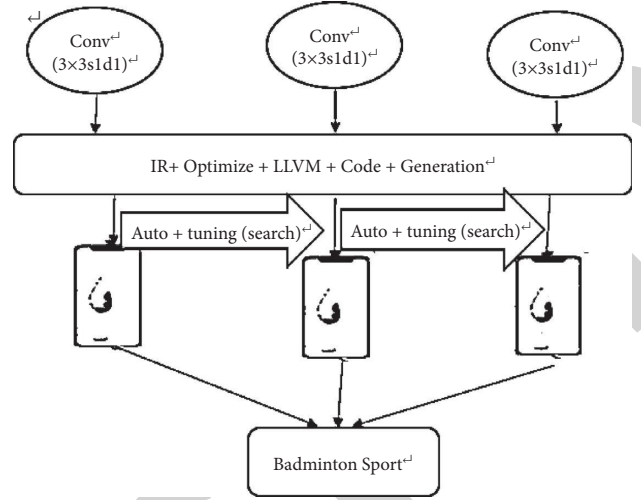 ↵
Conv↵
(3×3s1d1)↵
Conv↵
(3×3s1d1)↵
Conv↵
(3×3s1d1)↵
IR+ Optimize + LLVM + Code + Generation↵
Auto + tuning (search)↵
Auto + tuning (search)↵
Badminton Sport↵